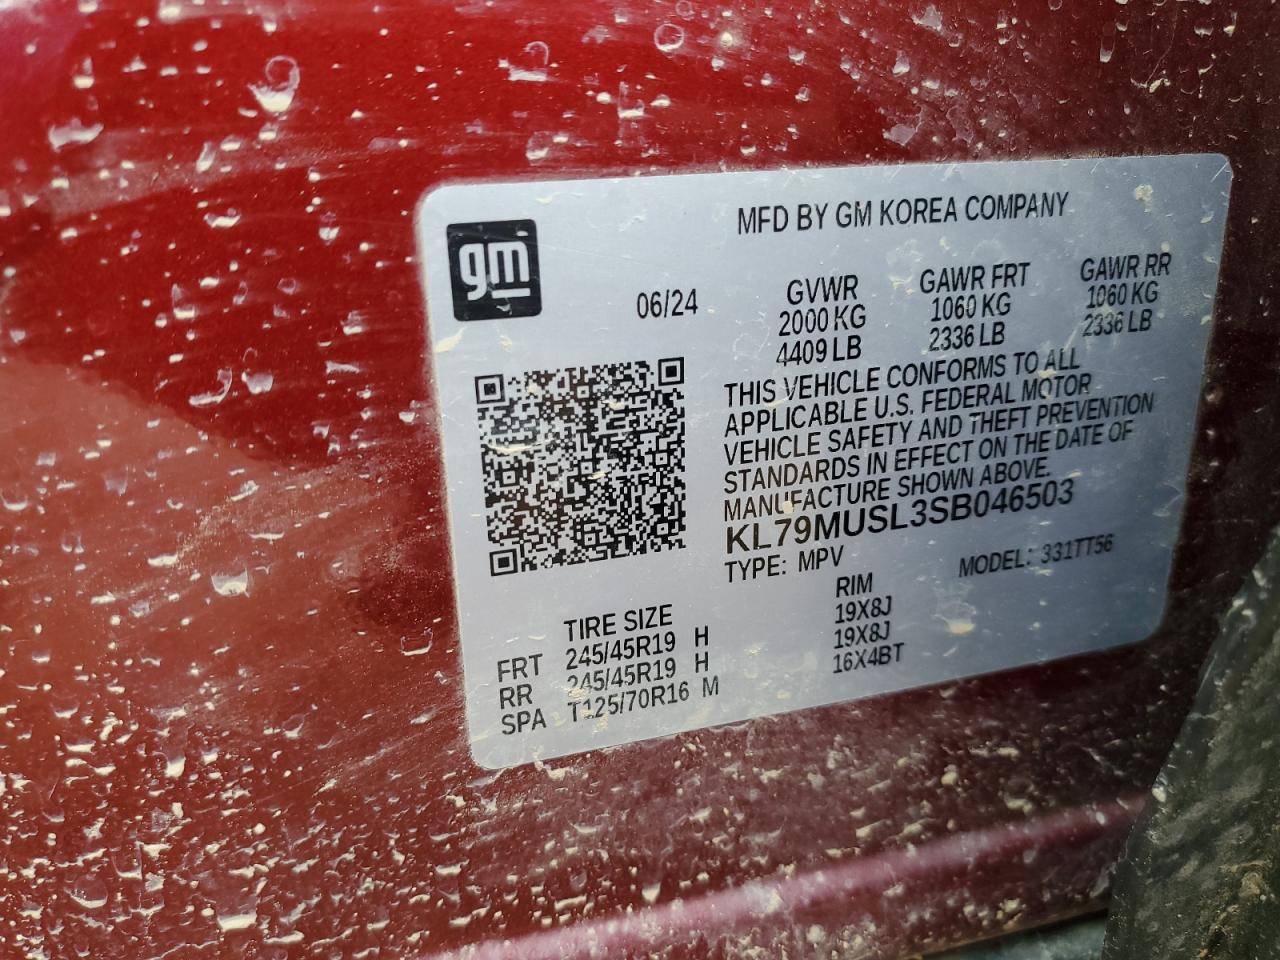 gm
MFD BY GM KOREA COMPANY
06/24
GVWR GAWR FRT GAWR RR
2000 KG 1060 KG 1060 KG
4409 LB 2336 LB 2336 LB
THIS VEHICLE CONFORMS TO ALL
APPLICABLE U.S. FEDERAL MOTOR
VEHICLE SAFETY AND THEFT PREVENTION
STANDARDS IN EFFECT ON THE DATE OF
MANUFACTURE SHOWN ABOVE.
KL79MUSL3SB046503
TYPE: MPV MODEL: 331TT56
TIRE SIZE RIM
FRT 245/45R19 H 19X8J
RR 245/45R19 H 19X8J
SPA T125/70R16 M 16X4BT